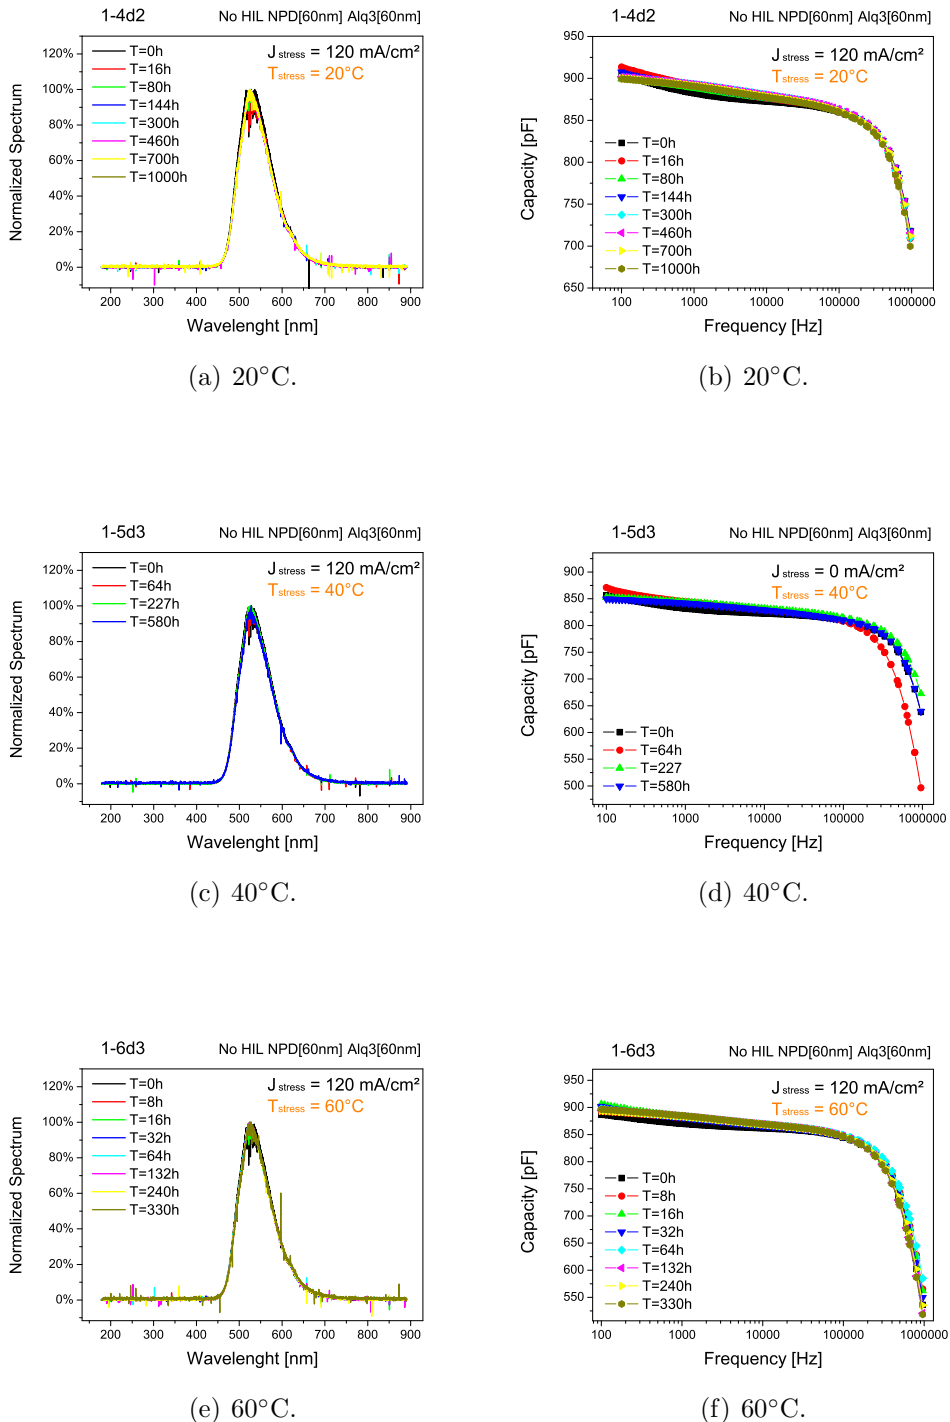 1-4d2 No HIL NPD[60nm] Alq3[60nm]
Normalized Spectrum
120%
100%
80%
60%
40%
20%
0%
T=0h
T=16h
T=80h
T=144h
T=300h
T=460h
T=700h
T=1000h
J stress = 120 mA/cm²
T stress = 20°C
200 300 400 500 600 700 800 900
Wavelenght [nm]
(a) 20°C.
1-4d2 No HIL NPD[60nm] Alq3[60nm]
Capacity [pF]
950
900
850
800
750
700
650
J stress = 120 mA/cm²
T stress = 20°C
T=0h
T=16h
T=80h
T=144h
T=300h
T=460h
T=700h
T=1000h
100 1000 10000 100000 1000000
Frequency [Hz]
(b) 20°C.
1-5d3 No HIL NPD[60nm] Alq3[60nm]
Normalized Spectrum
120%
100%
80%
60%
40%
20%
0%
T=0h
T=64h
T=227h
T=580h
J stress = 120 mA/cm²
T stress = 40°C
200 300 400 500 600 700 800 900
Wavelenght [nm]
(c) 40°C.
1-5d3 No HIL NPD[60nm] Alq3[60nm]
Capacity [pF]
900
850
800
750
700
650
600
550
500
J stress = 0 mA/cm²
T stress = 40°C
T=0h
T=64h
T=227
T=580h
100 1000 10000 100000 1000000
Frequency [Hz]
(d) 40°C.
1-6d3 No HIL NPD[60nm] Alq3[60nm]
Normalized Spectrum
120%
100%
80%
60%
40%
20%
0%
T=0h
T=8h
T=16h
T=32h
T=64h
T=132h
T=240h
T=330h
J stress = 120 mA/cm²
T stress = 60°C
200 300 400 500 600 700 800 900
Wavelenght [nm]
(e) 60°C.
1-6d3 No HIL NPD[60nm] Alq3[60nm]
Capacity [pF]
950
900
850
800
750
700
650
600
550
J stress = 120 mA/cm²
T stress = 60°C
T=0h
T=8h
T=16h
T=32h
T=64h
T=132h
T=240h
T=330h
100 1000 10000 100000 1000000
Frequency [Hz]
(f) 60°C.